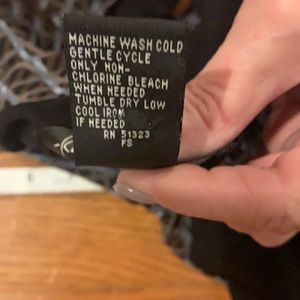 MACHINE WASH COLD
GENTLE CYCLE
ONLY NON-
CHLORINE BLEACH
WHEN NEEDED
TUMBLE DRY LOW
COOL IRON
IF NEEDED
RN 51323
FS